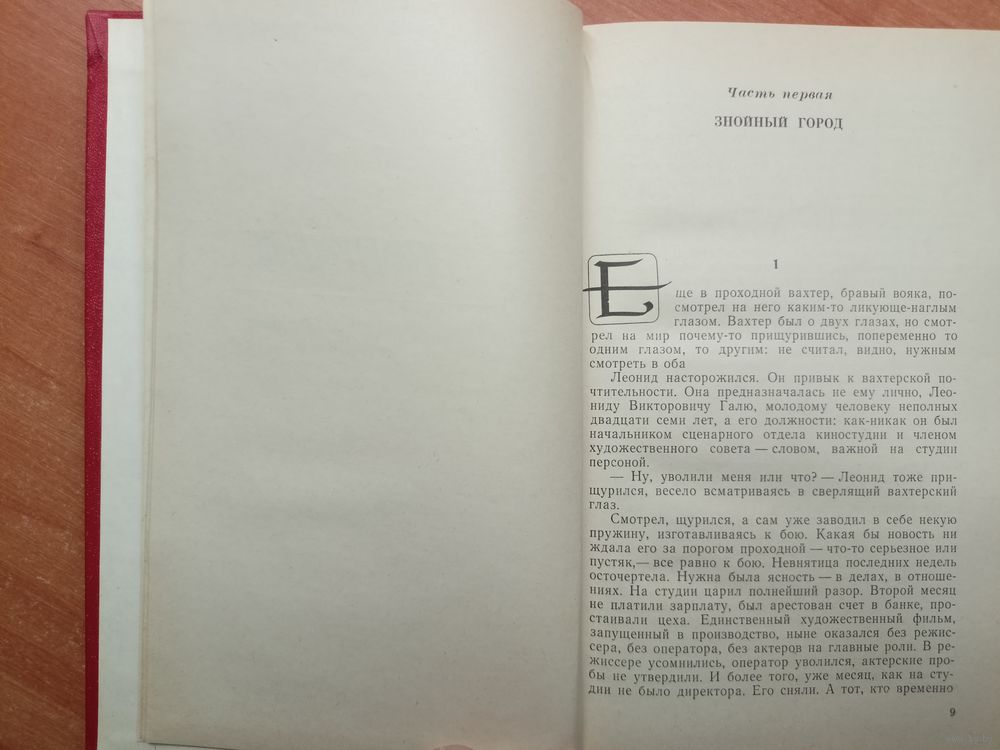 Часть первая
ЗНОЙНЫЙ ГОРОД
1
Еще в проходной вахтер, бравый вояка, по-
смотрел на него каким-то ликующе-наглым
глазом. Вахтер был о двух глазах, но смот-
рел на мир почему-то прищурившись, попеременно то
одним глазом, то другим: не считал, видно, нужным
смотреть в оба
Леонид насторожился. Он привык к вахтерской по-
чтительности. Она предназначалась не ему лично, Лео-
ниду Викторовичу Галю, молодому человеку неполных
двадцати семи лет, а его должности: как-никак он был
начальником сценарного отдела киностудии и членом
художественного совета — словом, важной на студии
персоной.
— Ну, уволили меня или что? — Леонид тоже при-
щурился, весело всматриваясь в сверлящий вахтерский
глаз.
Смотрел, щурился, а сам уже заводил в себе некую
пружину, изготавливаясь к бою. Какая бы новость ни
ждала его за порогом проходной — что-то серьезное или
пустяк,— все равно к бою. Невнятица последних недель
осточертела. Нужна была ясность — в делах, в отноше-
ниях. На студии царил полнейший разор. Второй месяц
не платили зарплату, был арестован счет в банке, про-
стаивали цеха. Единственный художественный фильм,
запущенный в производство, ныне оказался без режис-
сера, без оператора, без актеров на главные роли. В ре-
жиссере усомнились, оператор уволился, актерские про-
бы не утвердили. И более того, уже месяц, как на сту-
дии не было директора. Его сняли. А тот, кто временно
9